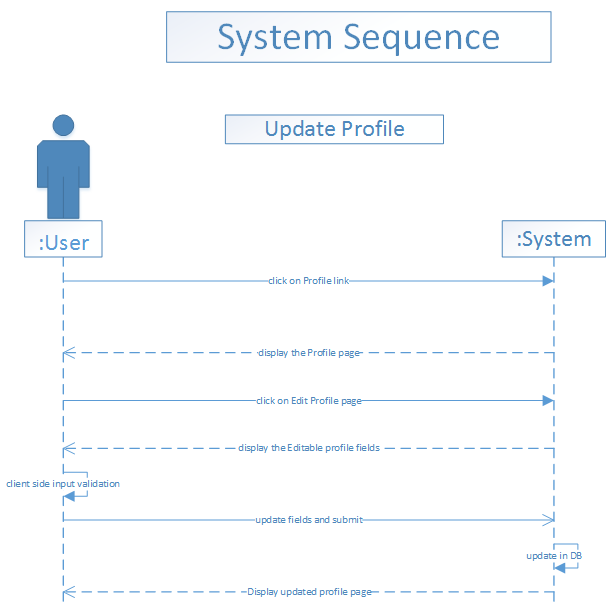 System Sequence
Update Profile
:User
:System
click on Profile link
display the Profile page
click on Edit Profile page
display the Editable profile fields
client side input validation
update fields and submit
update in DB
Display updated profile page